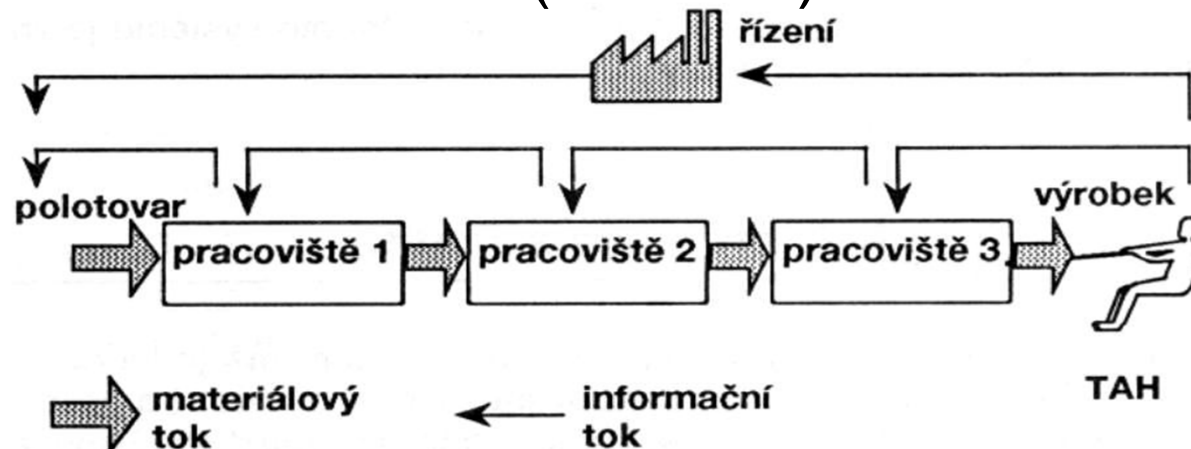 řízení
polotovar
výrobek
pracoviště 1
pracoviště 2
pracoviště 3
TAH
materiálový
tok
informační
tok